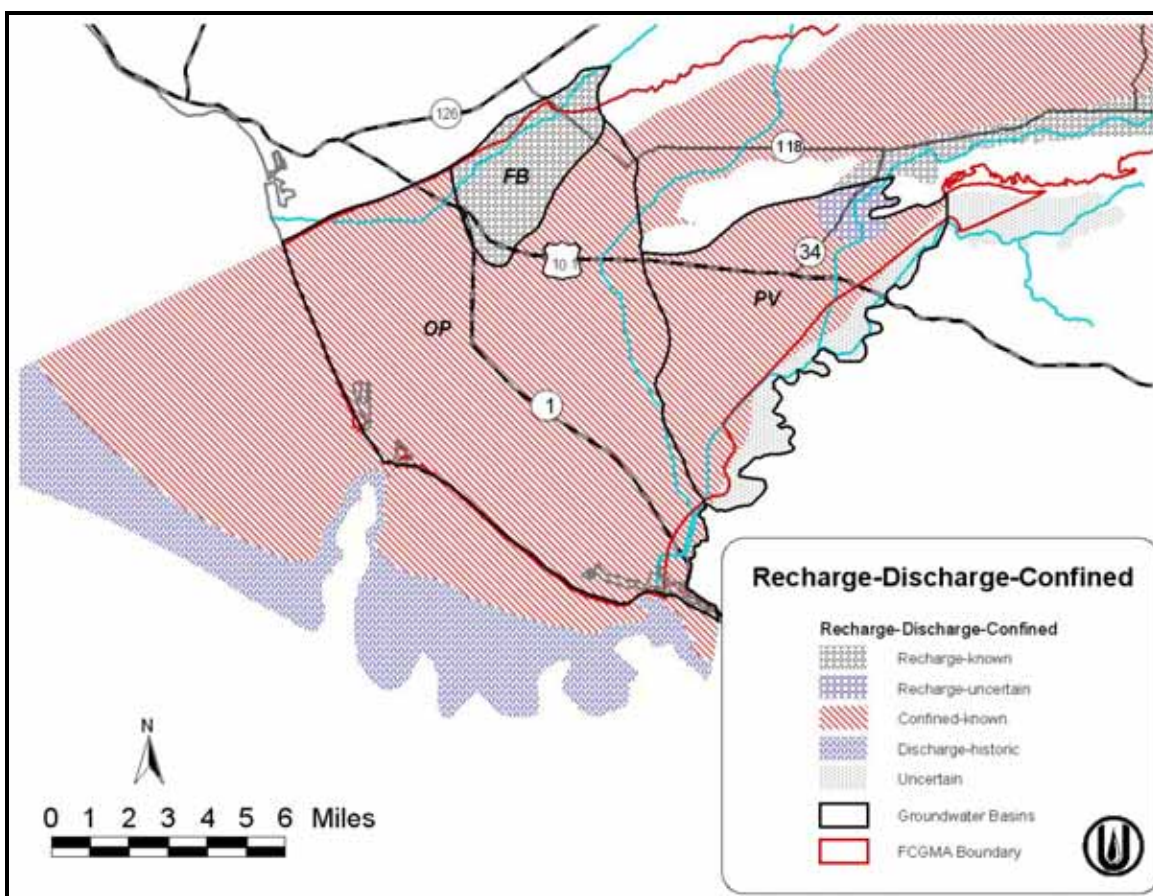 126
118
FB
34
10 1
PV
OP
1
Recharge-Discharge-Confined
Recharge-Discharge-Confined
Recharge-known
Recharge-uncertain
Confined-known
Discharge-historic
Uncertain
Groundwater Basins
FCGMA Boundary
N
0 1 2 3 4 5 6 Miles